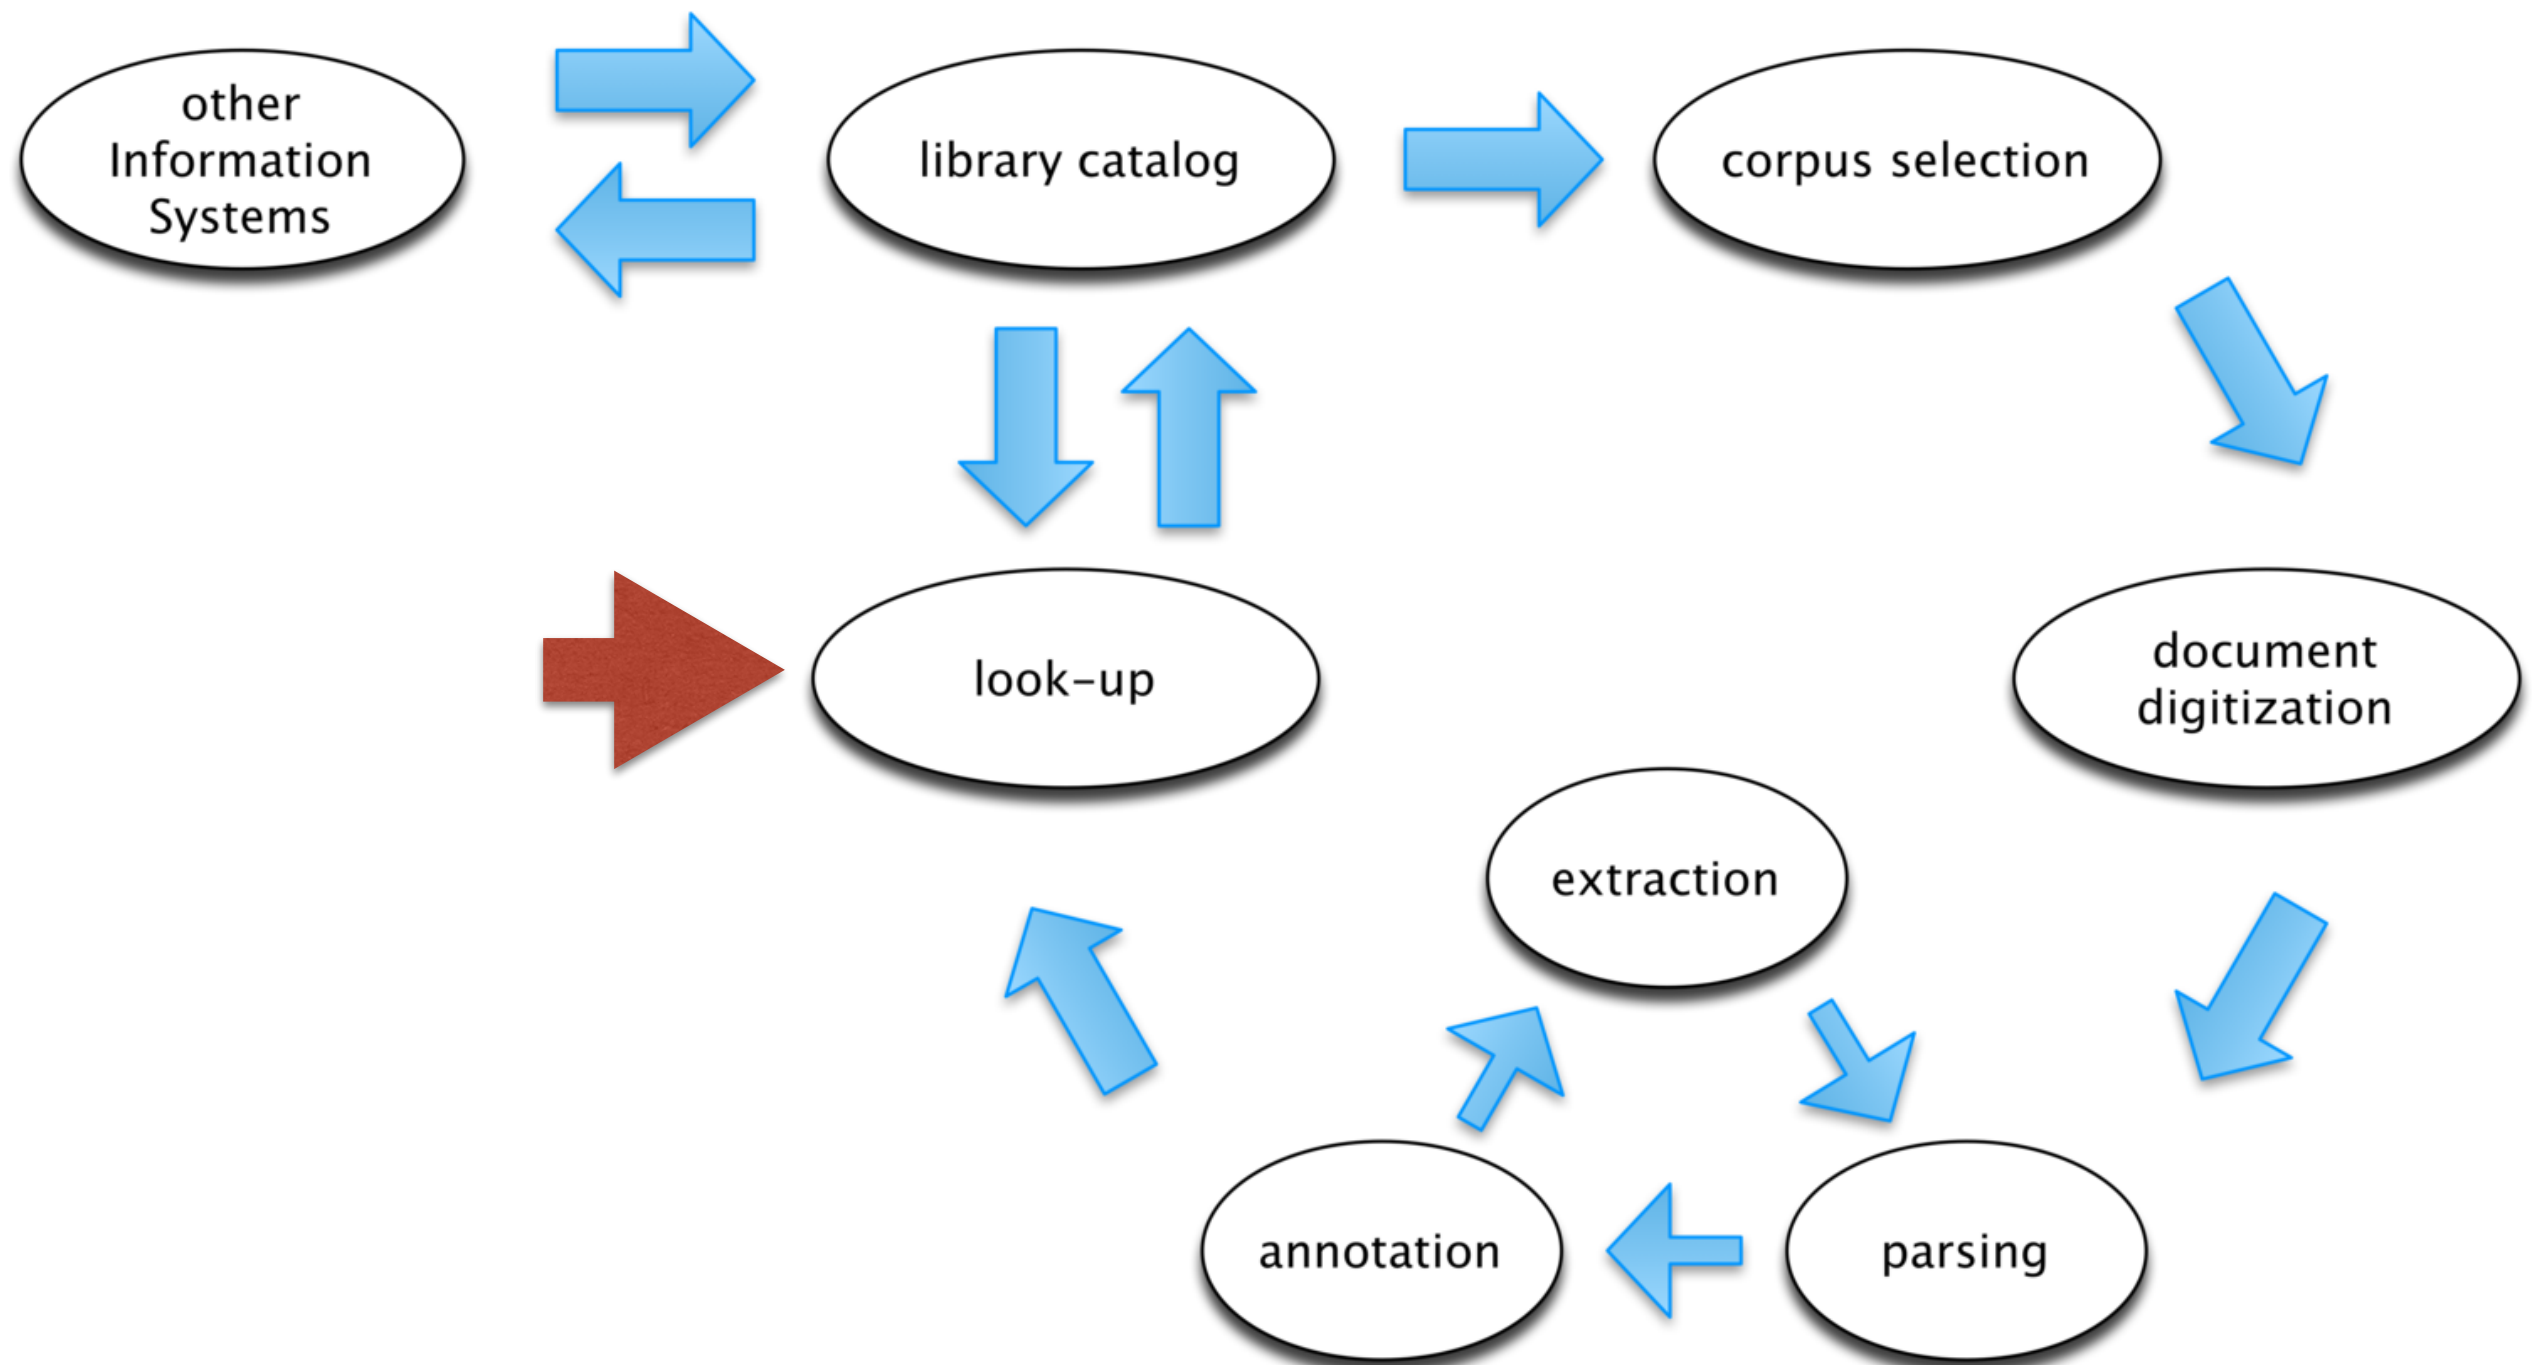 other
Information
Systems
library catalog
corpus selection
look-up
document
digitization
extraction
annotation
parsing